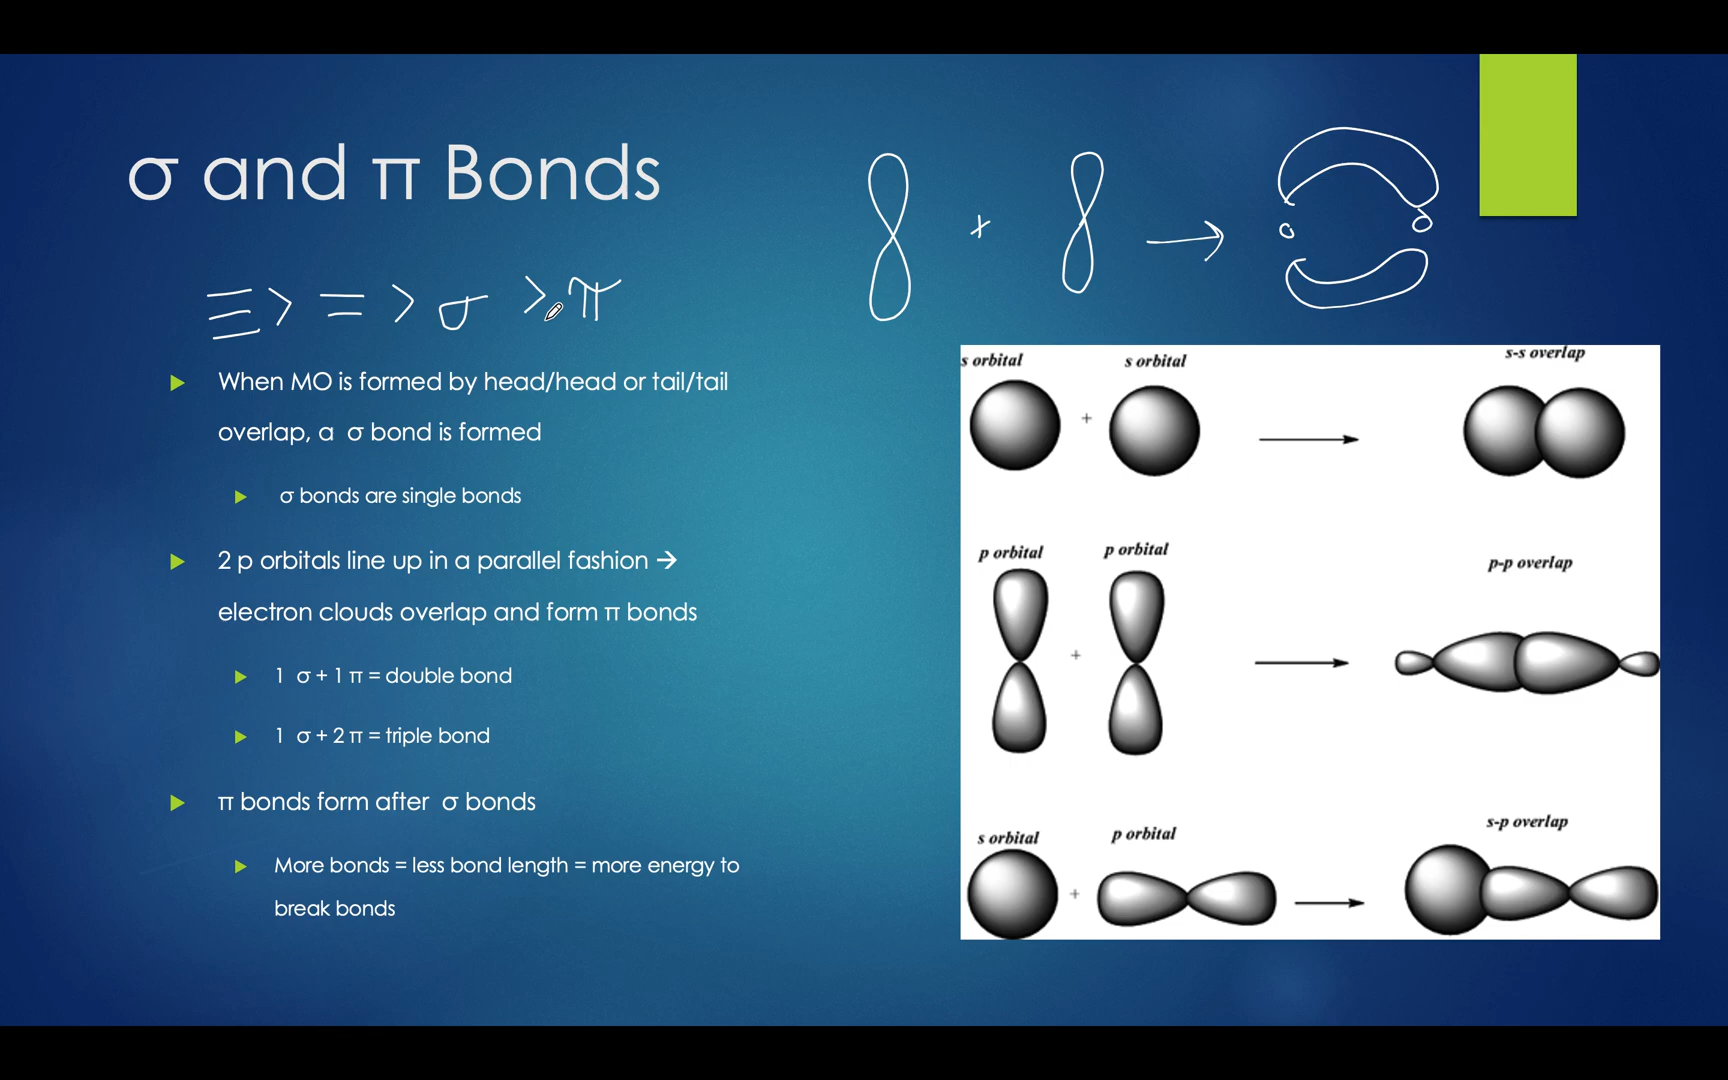 σ and π Bonds
8 + 8 →
≡ > = > σ > π
When MO is formed by head/head or tail/tail
overlap, a σ bond is formed
σ bonds are single bonds
2 p orbitals line up in a parallel fashion →
electron clouds overlap and form π bonds
1 σ + 1 π = double bond
1 σ + 2 π = triple bond
π bonds form after σ bonds
More bonds = less bond length = more energy to
break bonds
s orbital s orbital s-s overlap
+
p orbital p orbital p-p overlap
+
s orbital p orbital s-p overlap
+